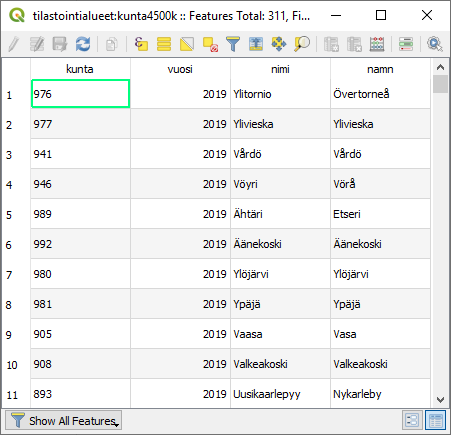 tilastointialueet:kunta4500k :: Features Total: 311, Fi...
kunta vuosi nimi namn
1 976 2019 Ylitornio Övertorneå
2 977 2019 Ylivieska Ylivieska
3 941 2019 Vårdö Vårdö
4 946 2019 Vöyri Vörå
5 989 2019 Ähtäri Etseri
6 992 2019 Äänekoski Äänekoski
7 980 2019 Ylöjärvi Ylöjärvi
8 981 2019 Ypäjä Ypäjä
9 905 2019 Vaasa Vasa
10 908 2019 Valkeakoski Valkeakoski
11 893 2019 Uusikaarlepyy Nykarleby
Show All Features